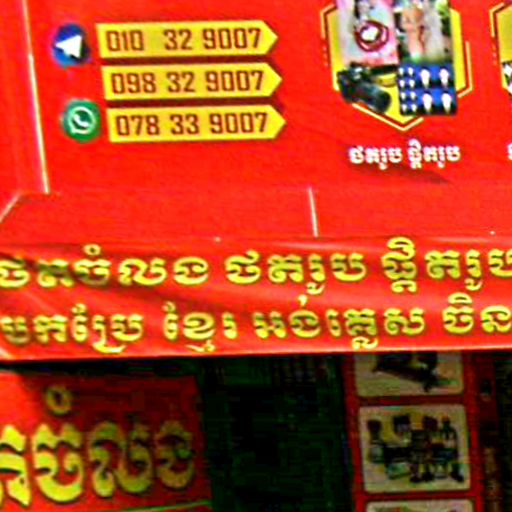 010 32 9007
098 32 9007
078 33 9007
ថតរូប ផ្តិតរូប
ថតចំលង ថតរូប ផ្តិតរូប
បកប្រែ ខ្មែរ អង់គ្លេស ចិន
តចំលង